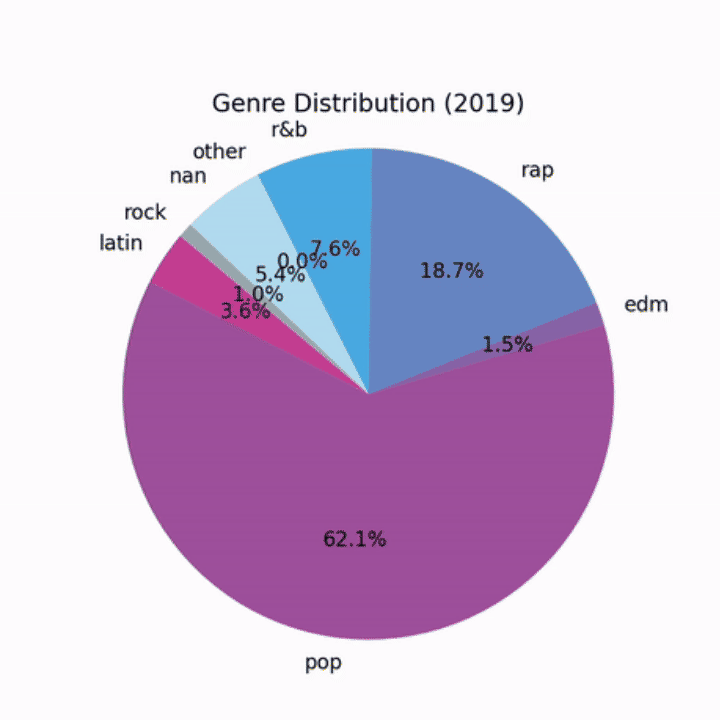 Genre Distribution (2019)
r&b
other
rap
nan
rock
latin
7.6%
0.0%
18.7%
5.4%
1.0%
edm
3.6%
1.5%
62.1%
pop